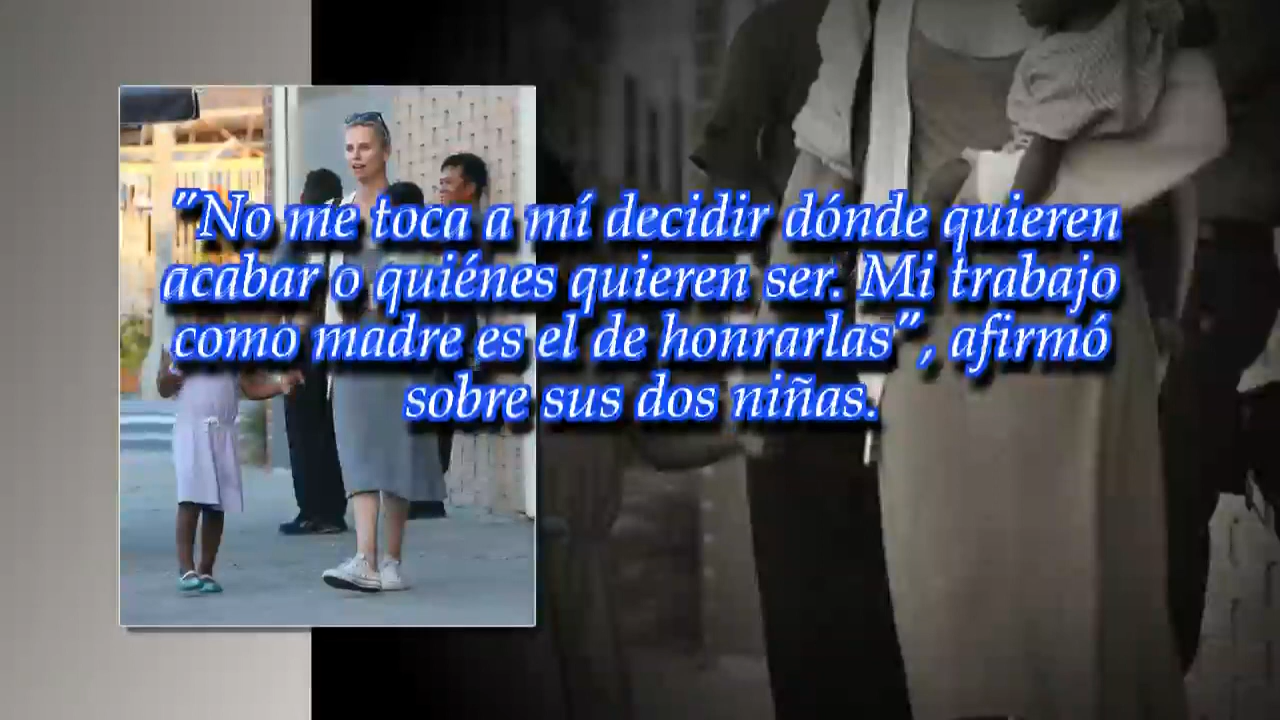 "No me toca a mí decidir dónde quieren
acabar o quiénes quieren ser. Mi trabajo
como madre es el de honrarlas", afirmó
sobre sus dos niñas.